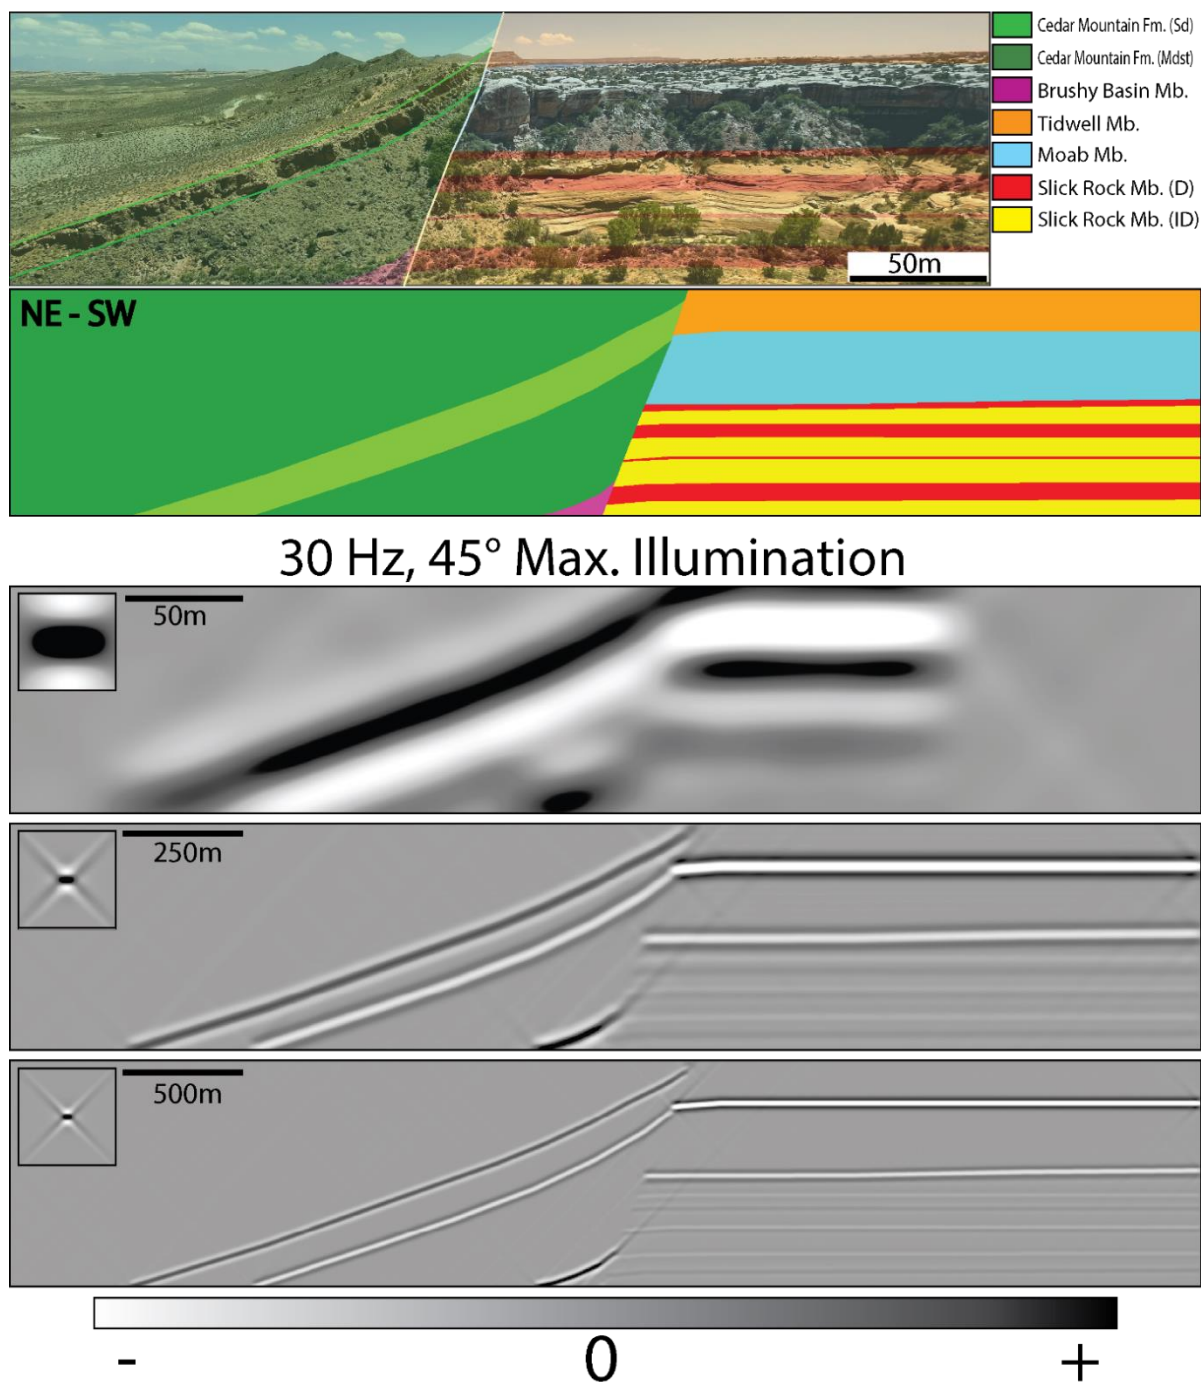 Cedar Mountain Fm. (Sd)
Cedar Mountain Fm. (Mdst)
Brushy Basin Mb.
Tidwell Mb.
Moab Mb.
Slick Rock Mb. (D)
Slick Rock Mb. (ID)
50m
NE - SW
30 Hz, 45° Max. Illumination
50m
250m
500m
- 0 +